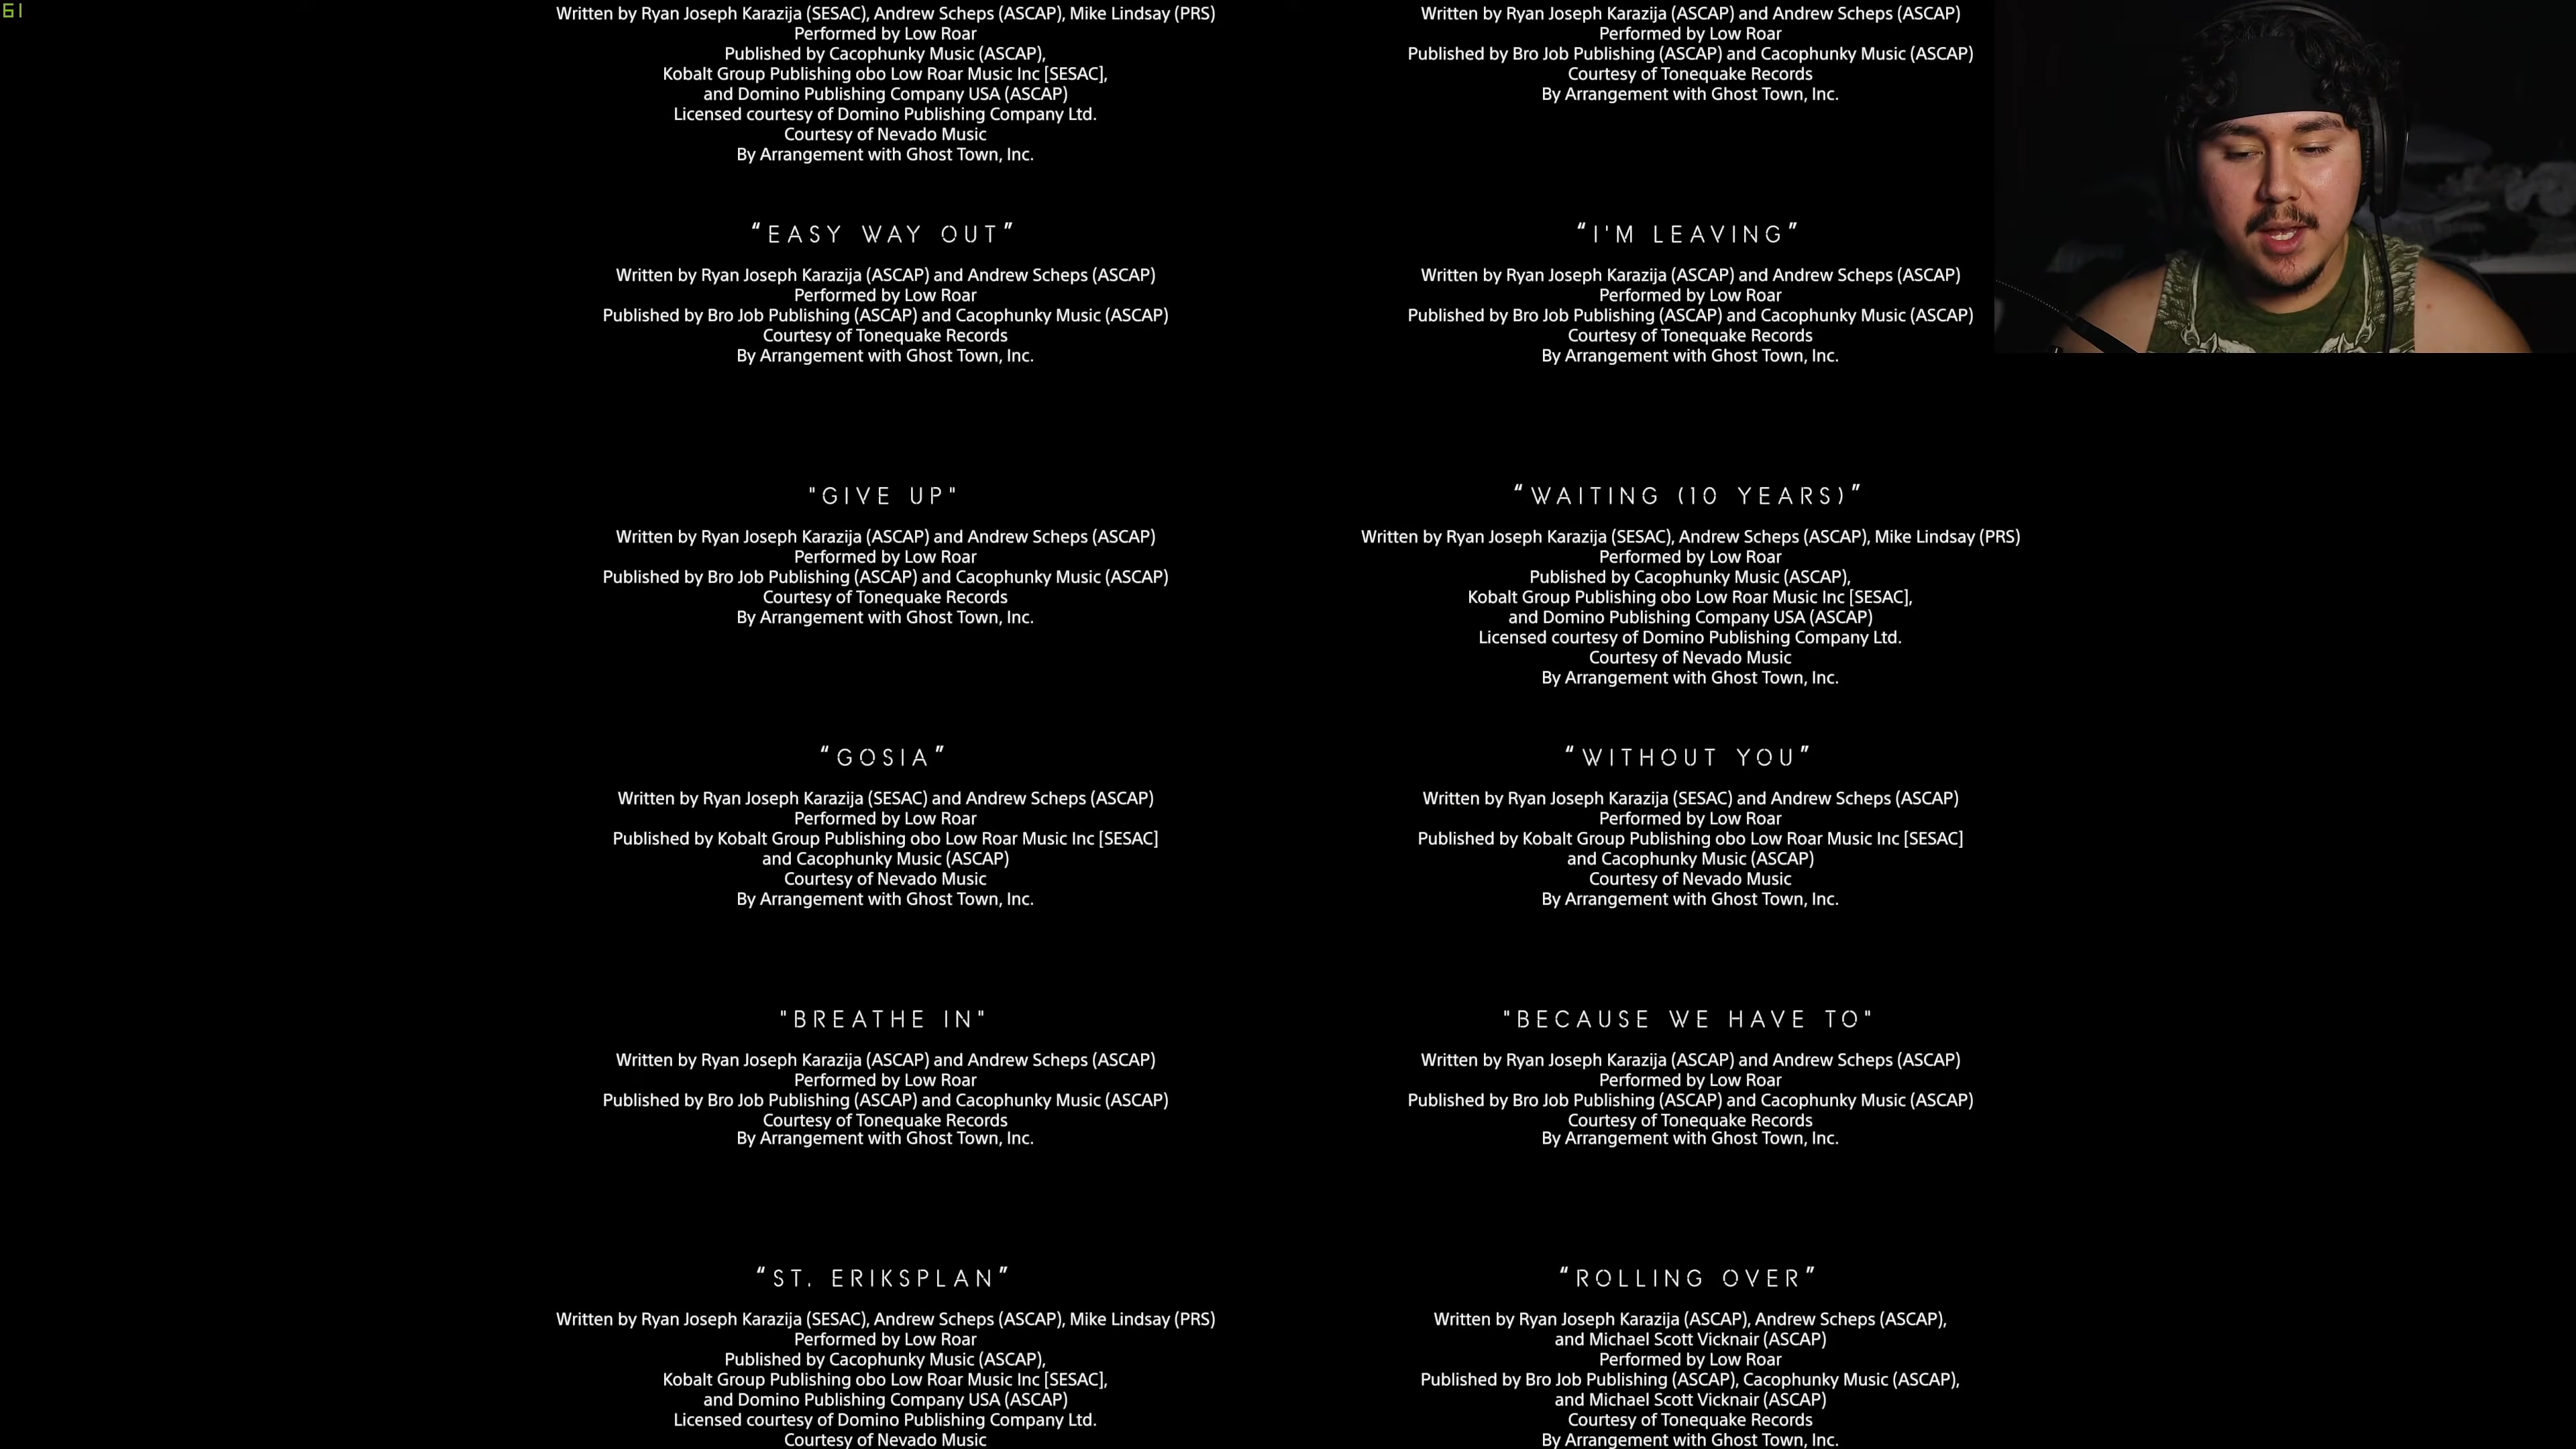 61
Written by Ryan Joseph Karazija (SESAC), Andrew Scheps (ASCAP), Mike Lindsay (PRS)
Performed by Low Roar
Published by Cacophunky Music (ASCAP),
Kobalt Group Publishing obo Low Roar Music Inc [SESAC],
and Domino Publishing Company USA (ASCAP)
Licensed courtesy of Domino Publishing Company Ltd.
Courtesy of Nevado Music
By Arrangement with Ghost Town, Inc.
Written by Ryan Joseph Karazija (ASCAP) and Andrew Scheps (ASCAP)
Performed by Low Roar
Published by Bro Job Publishing (ASCAP) and Cacophunky Music (ASCAP)
Courtesy of Tonequake Records
By Arrangement with Ghost Town, Inc.
“EASY WAY OUT”
Written by Ryan Joseph Karazija (ASCAP) and Andrew Scheps (ASCAP)
Performed by Low Roar
Published by Bro Job Publishing (ASCAP) and Cacophunky Music (ASCAP)
Courtesy of Tonequake Records
By Arrangement with Ghost Town, Inc.
“I'M LEAVING”
Written by Ryan Joseph Karazija (ASCAP) and Andrew Scheps (ASCAP)
Performed by Low Roar
Published by Bro Job Publishing (ASCAP) and Cacophunky Music (ASCAP)
Courtesy of Tonequake Records
By Arrangement with Ghost Town, Inc.
"GIVE UP"
Written by Ryan Joseph Karazija (ASCAP) and Andrew Scheps (ASCAP)
Performed by Low Roar
Published by Bro Job Publishing (ASCAP) and Cacophunky Music (ASCAP)
Courtesy of Tonequake Records
By Arrangement with Ghost Town, Inc.
“WAITING (10 YEARS)”
Written by Ryan Joseph Karazija (SESAC), Andrew Scheps (ASCAP), Mike Lindsay (PRS)
Performed by Low Roar
Published by Cacophunky Music (ASCAP),
Kobalt Group Publishing obo Low Roar Music Inc [SESAC],
and Domino Publishing Company USA (ASCAP)
Licensed courtesy of Domino Publishing Company Ltd.
Courtesy of Nevado Music
By Arrangement with Ghost Town, Inc.
“GOSIA”
Written by Ryan Joseph Karazija (SESAC) and Andrew Scheps (ASCAP)
Performed by Low Roar
Published by Kobalt Group Publishing obo Low Roar Music Inc [SESAC]
and Cacophunky Music (ASCAP)
Courtesy of Nevado Music
By Arrangement with Ghost Town, Inc.
“WITHOUT YOU”
Written by Ryan Joseph Karazija (SESAC) and Andrew Scheps (ASCAP)
Performed by Low Roar
Published by Kobalt Group Publishing obo Low Roar Music Inc [SESAC]
and Cacophunky Music (ASCAP)
Courtesy of Nevado Music
By Arrangement with Ghost Town, Inc.
"BREATHE IN"
Written by Ryan Joseph Karazija (ASCAP) and Andrew Scheps (ASCAP)
Performed by Low Roar
Published by Bro Job Publishing (ASCAP) and Cacophunky Music (ASCAP)
Courtesy of Tonequake Records
By Arrangement with Ghost Town, Inc.
"BECAUSE WE HAVE TO"
Written by Ryan Joseph Karazija (ASCAP) and Andrew Scheps (ASCAP)
Performed by Low Roar
Published by Bro Job Publishing (ASCAP) and Cacophunky Music (ASCAP)
Courtesy of Tonequake Records
By Arrangement with Ghost Town, Inc.
“ST. ERIKSPLAN”
Written by Ryan Joseph Karazija (SESAC), Andrew Scheps (ASCAP), Mike Lindsay (PRS)
Performed by Low Roar
Published by Cacophunky Music (ASCAP),
Kobalt Group Publishing obo Low Roar Music Inc [SESAC],
and Domino Publishing Company USA (ASCAP)
Licensed courtesy of Domino Publishing Company Ltd.
Courtesy of Nevado Music
“ROLLING OVER”
Written by Ryan Joseph Karazija (ASCAP), Andrew Scheps (ASCAP),
and Michael Scott Vicknair (ASCAP)
Performed by Low Roar
Published by Bro Job Publishing (ASCAP), Cacophunky Music (ASCAP),
and Michael Scott Vicknair (ASCAP)
Courtesy of Tonequake Records
By Arrangement with Ghost Town, Inc.